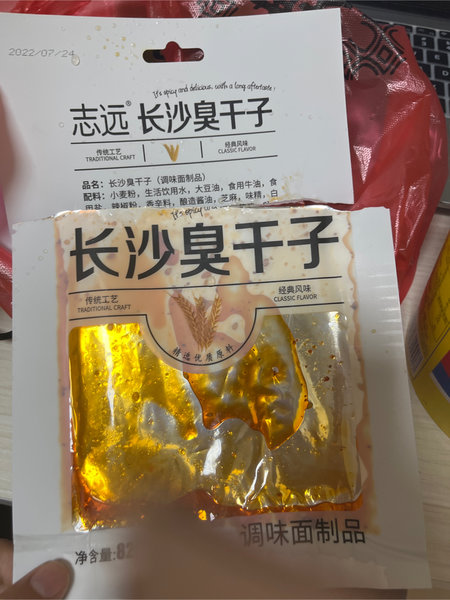 2022/07/24
It's spicy and delicious, with a long aftertaste!
志远® 长沙臭干子
传统工艺 经典风味
TRADITIONAL CRAFT CLASSIC FLAVOR
品名:长沙臭干子(调味面制品)
配料:小麦粉,生活饮用水,大豆油,食用牛油,食
用盐,辣椒粉,香辛料,酿造酱油,芝麻,味精,白
It's spicy
长沙臭干子
传统工艺 经典风味
TRADITIONAL CRAFT CLASSIC FLAVOR
精选优质原料
调味面制品
净含量:82